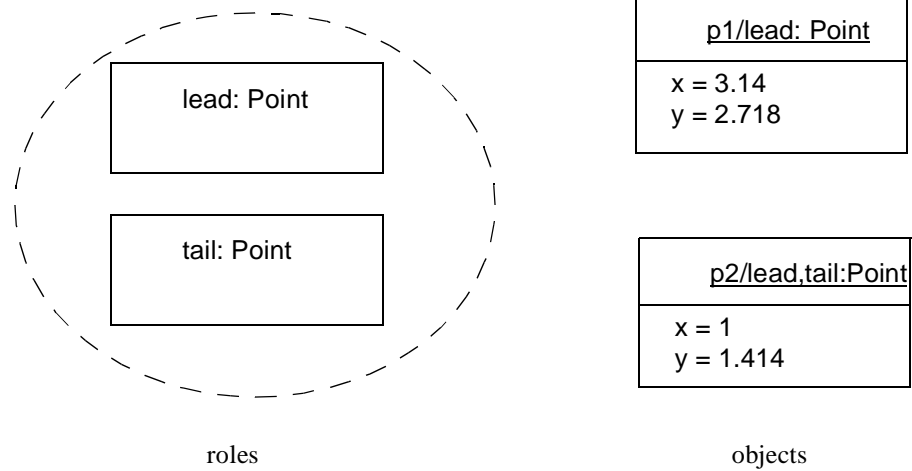 lead: Point
tail: Point
roles
p1/lead: Point
x = 3.14
y = 2.718
p2/lead,tail:Point
x = 1
y = 1.414
objects